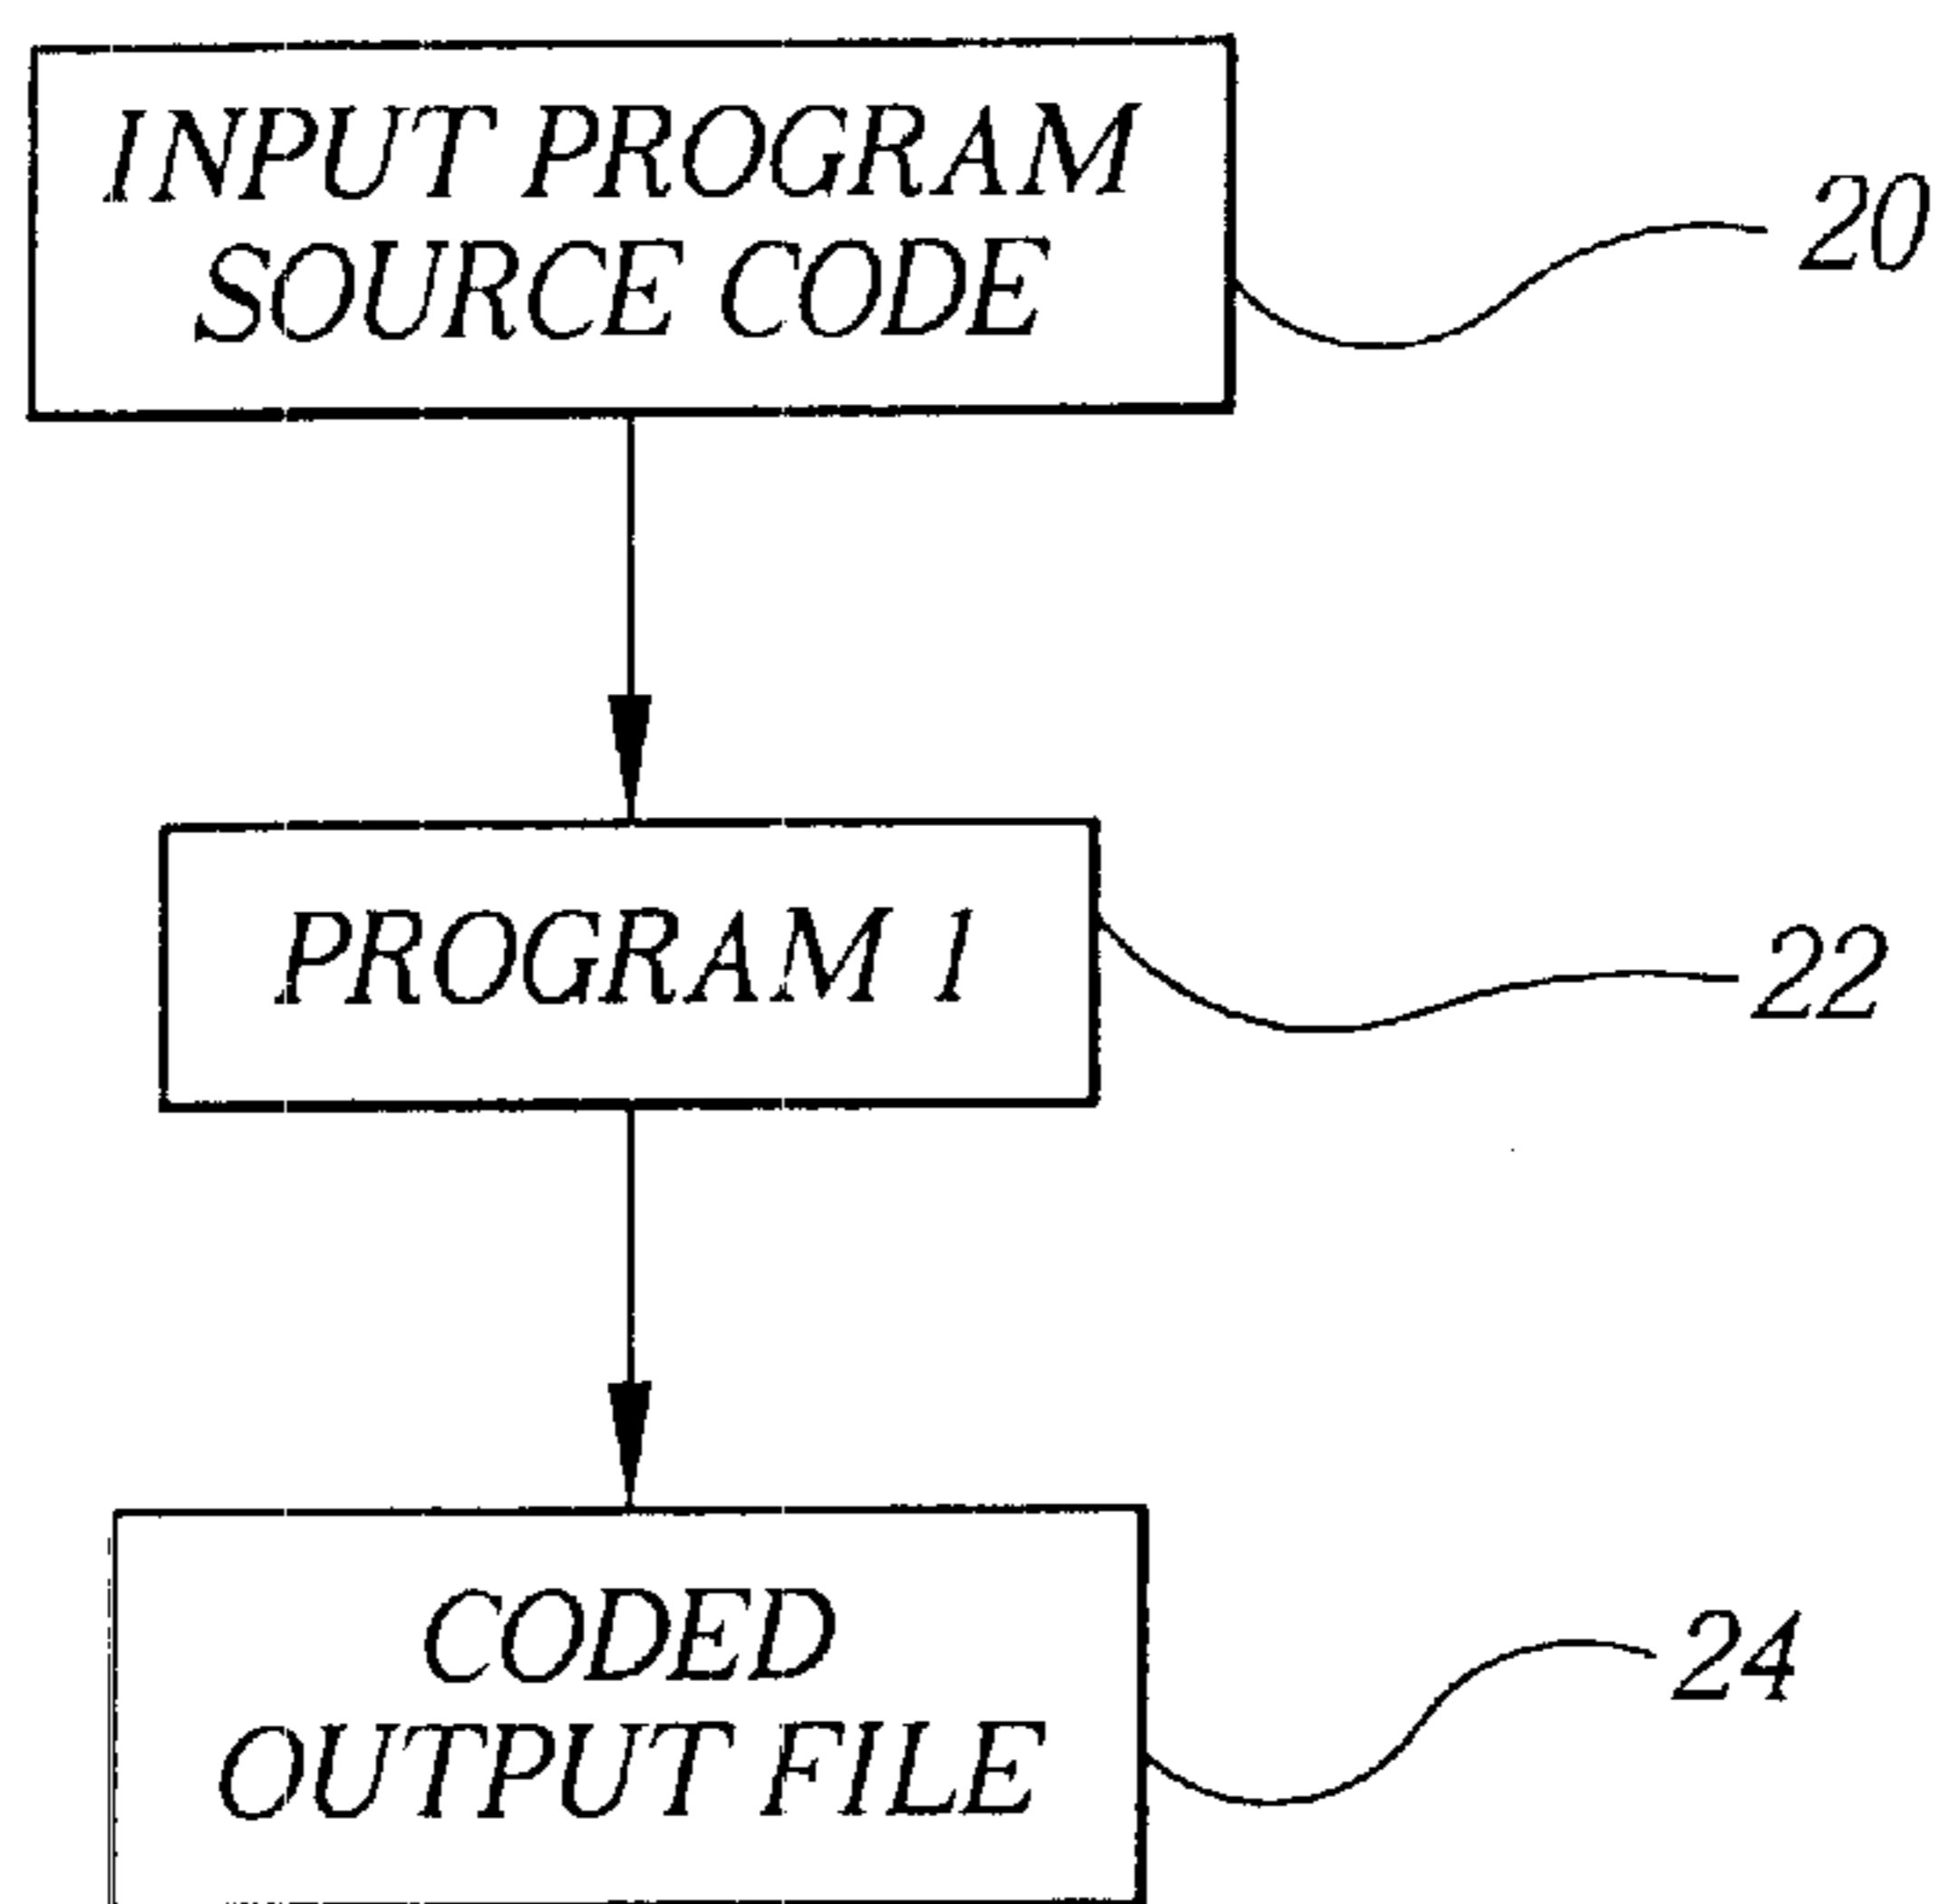 INPUT PROGRAM
SOURCE CODE
20
PROGRAM 1
22
CODED
OUTPUT FILE
24